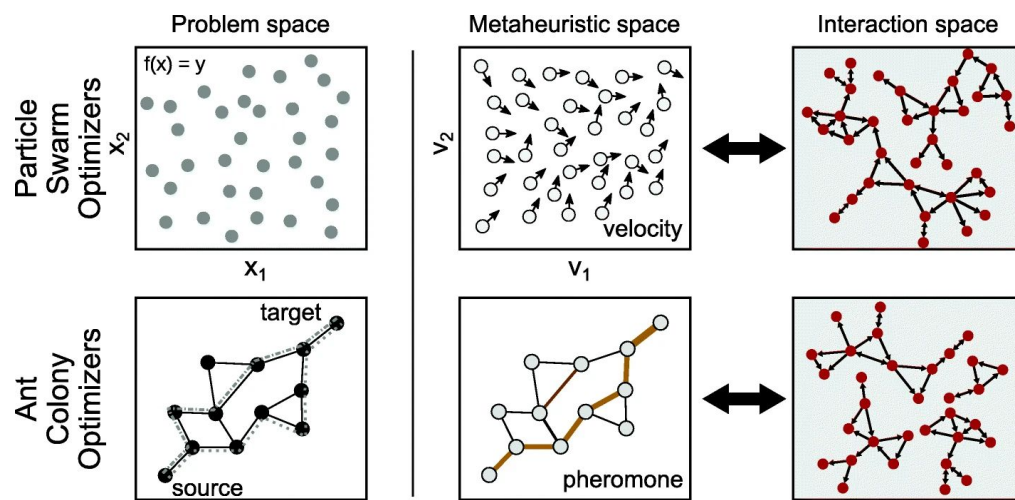 Problem space
Metaheuristic space
Interaction space
Particle
Swarm
Optimizers
f(x) = y
x2
x1
v2
velocity
v1
Ant
Colony
Optimizers
target
source
pheromone